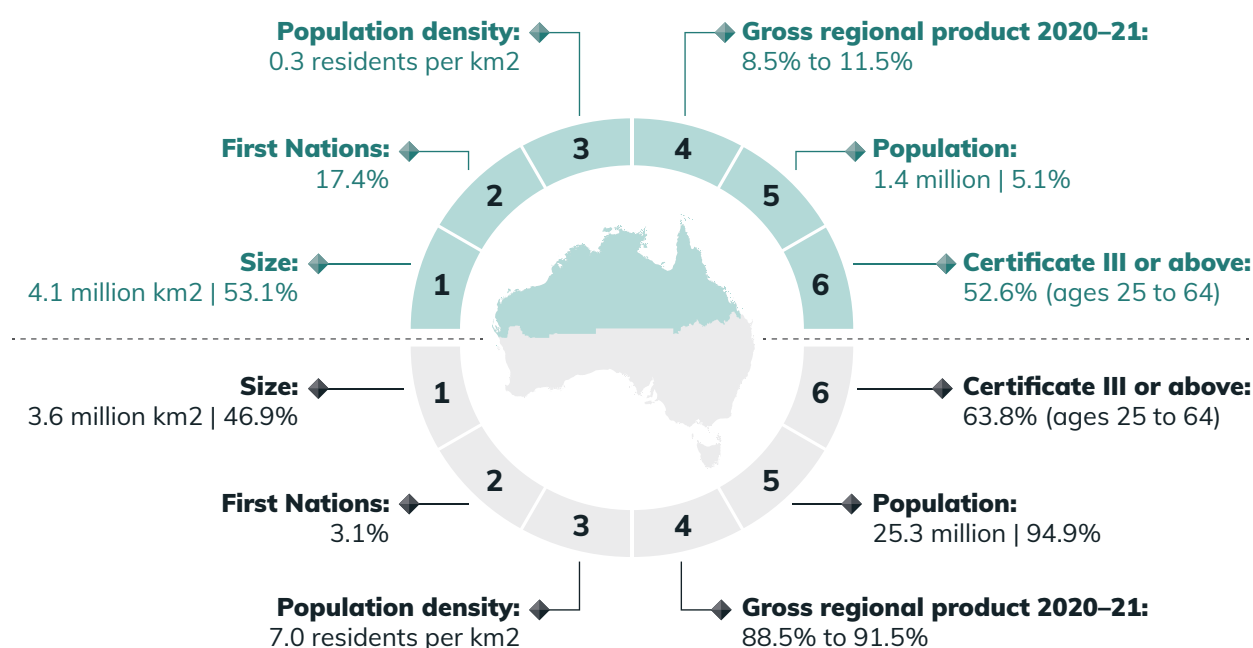 Population density:
0.3 residents per km2
Gross regional product 2020–21:
8.5% to 11.5%
First Nations:
17.4%
3
4
Population:
1.4 million | 5.1%
2
5
Size:
4.1 million km2 | 53.1%
1
6
Certificate III or above:
52.6% (ages 25 to 64)
Size:
3.6 million km2 | 46.9%
1
6
Certificate III or above:
63.8% (ages 25 to 64)
First Nations:
3.1%
2
5
Population:
25.3 million | 94.9%
3
4
Population density:
7.0 residents per km2
Gross regional product 2020–21:
88.5% to 91.5%